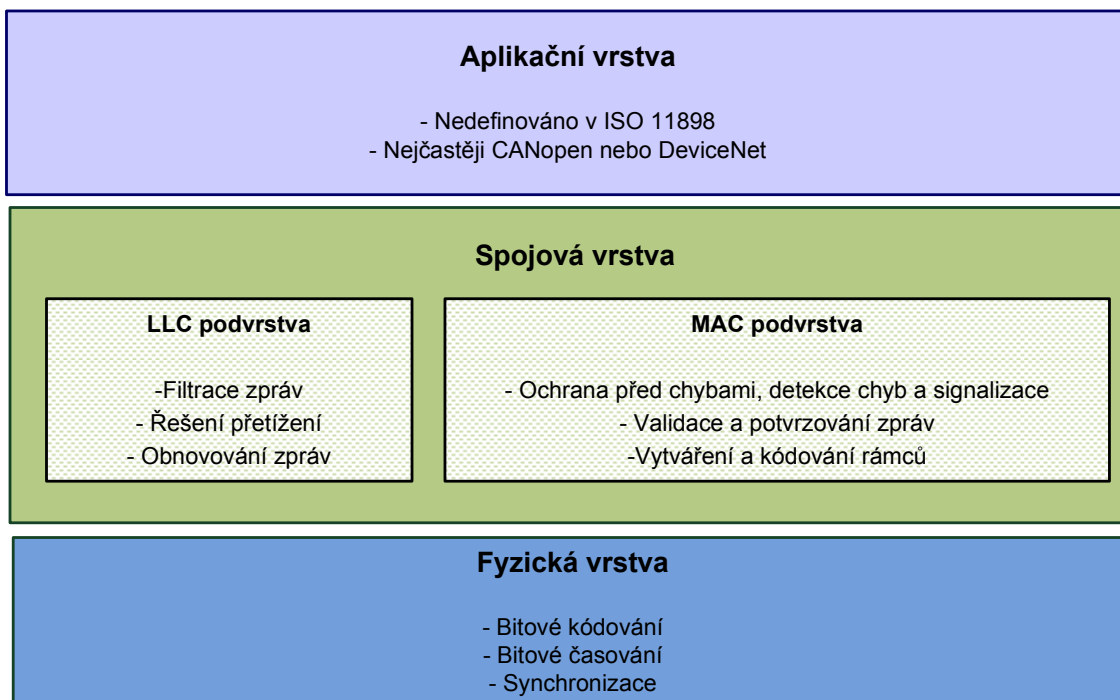 Aplikační vrstva
- Nedefinováno v ISO 11898
- Nejčastěji CANopen nebo DeviceNet
Spojová vrstva
LLC podvrstva
-Filtrace zpráv
- Řešení přetížení
- Obnovování zpráv
MAC podvrstva
- Ochrana před chybami, detekce chyb a signalizace
- Validace a potvrzování zpráv
-Vytváření a kódování rámců
Fyzická vrstva
- Bitové kódování
- Bitové časování
- Synchronizace